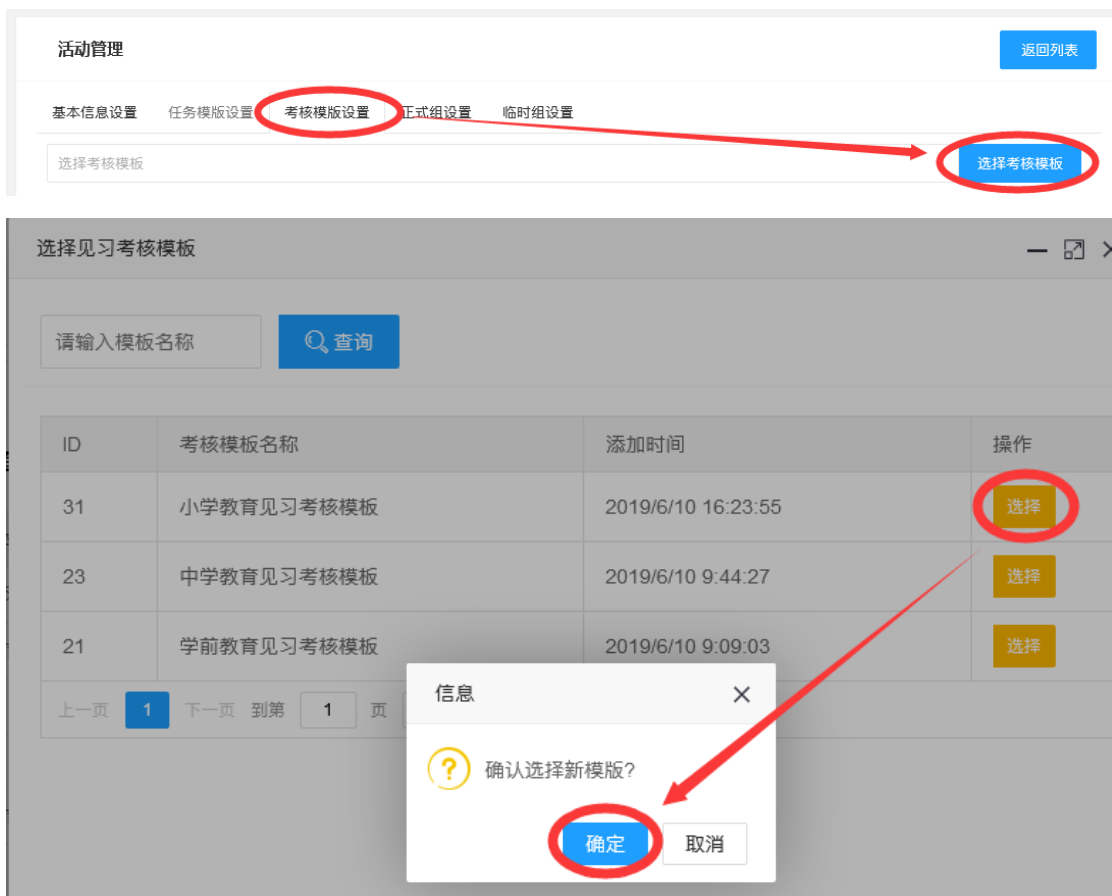 活动管理
返回列表
基本信息设置 任务模版设置 考核模版设置 正式组设置 临时组设置
选择考核模板 选择考核模板
选择见习考核模板
请输入模板名称 查询
ID 考核模板名称 添加时间 操作
31 小学教育见习考核模板 2019/6/10 16:23:55 选择
23 中学教育见习考核模板 2019/6/10 9:44:27 选择
21 学前教育见习考核模板 2019/6/10 9:09:03 选择
上一页 1 下一页 到第 1 页
信息
确认选择新模版?
确定 取消